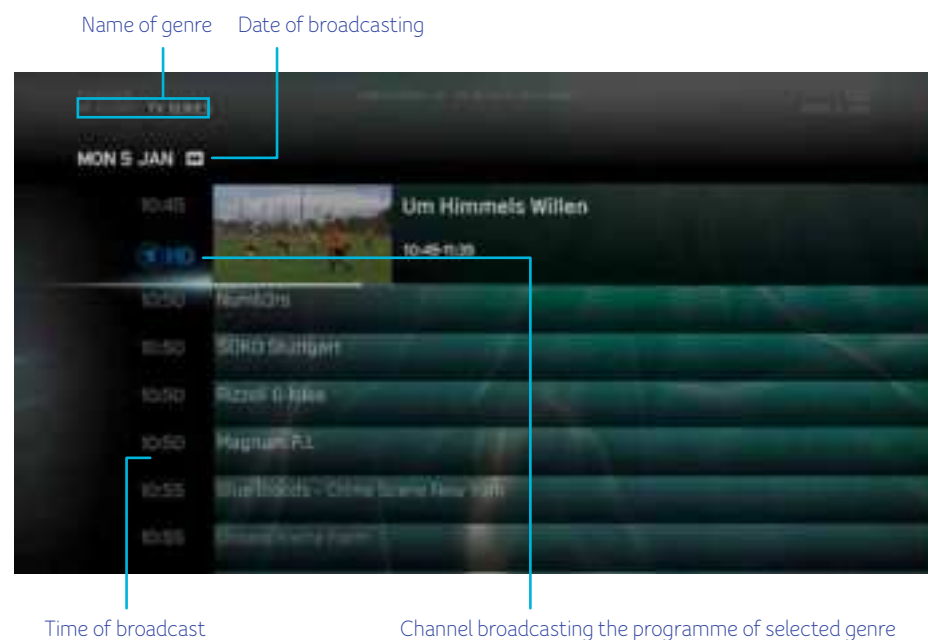 Name of genre
Date of broadcasting
TV SERIES
MON 5 JAN
10:45
Um Himmels Willen
HD
10:45-11:35
10:50
Numb3rs
10:50
SOKO Stuttgart
10:50
Rizzoli & Isles
10:50
Magnum P.I.
10:55
Blue Bloods - Crime Scene New York
10:55
Time of broadcast
Channel broadcasting the programme of selected genre